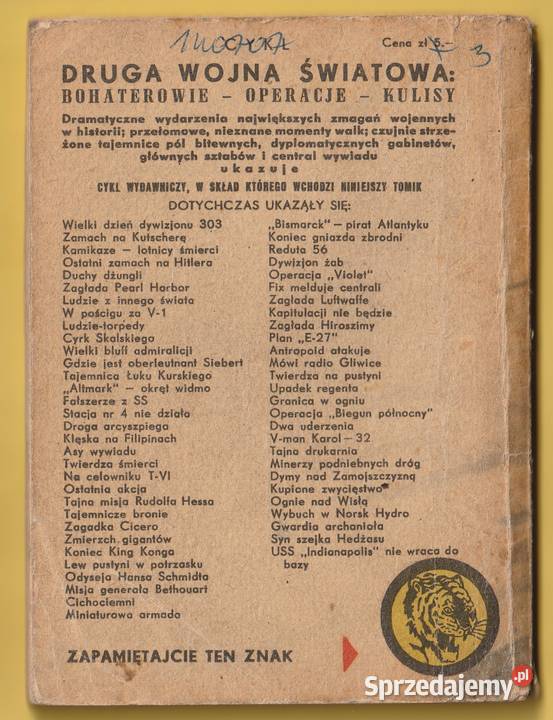 Cena zł 5.-
3
DRUGA WOJNA ŚWIATOWA:
BOHATEROWIE – OPERACJE – KULISY
Dramatyczne wydarzenia największych zmagań wojennych
w historii; przełomowe, nieznane momenty walk; czujnie strze-
żone tajemnice pól bitewnych, dyplomatycznych gabinetów,
głównych sztabów i central wywiadu
ukazuje
CYKL WYDAWNICZY, W SKŁAD KTÓREGO WCHODZI NINIEJSZY TOMIK
DOTYCHCZAS UKAZAŁY SIĘ:
Wielki dzień dywizjonu 303
Zamach na Kutscherę
Kamikaze – lotnicy śmierci
Ostatni zamach na Hitlera
Duchy dżungli
Zagłada Pearl Harbor
Ludzie z innego świata
W pościgu za V-1
Ludzie-torpedy
Cyrk Skalskiego
Wielki bluff admiralicji
Gdzie jest oberleutnant Siebert
Tajemnica Łuku Kurskiego
„Altmark" – okręt widmo
Fałszerze z SS
Stacja nr 4 nie działa
Droga arcyszpiega
Klęska na Filipinach
Asy wywiadu
Twierdza śmierci
Na celowniku T-VI
Ostatnia akcja
Tajna misja Rudolfa Hessa
Tajemnicze bronie
Zagadka Cicero
Zmierzch gigantów
Koniec King Konga
Lew pustyni w potrzasku
Odyseja Hansa Schmidta
Misja generała Bethouart
Cichociemni
Miniaturowa armada
„Bismarck" – pirat Atlantyku
Koniec gniazda zbrodni
Reduta 56
Dywizjon żab
Operacja „Violet"
Fix melduje centrali
Zagłada Luftwaffe
Kapitulacji nie będzie
Zagłada Hiroszimy
Plan „E-27"
Antropoid atakuje
Mówi radio Gliwice
Twierdza na pustyni
Upadek regenta
Granica w ogniu
Operacja „Biegun północny"
Dwa uderzenia
V-man Karol – 32
Tajna drukarnia
Minerzy podniebnych dróg
Dymy nad Zamojszczyzną
Kupione zwycięstwo
Ognie nad Wisłą
Wybuch w Norsk Hydro
Gwardia archanioła
Syn szejka Hedżasu
USS „Indianapolis" nie wraca do
bazy
ZAPAMIĘTAJCIE TEN ZNAK
Sprzedajemy.pl